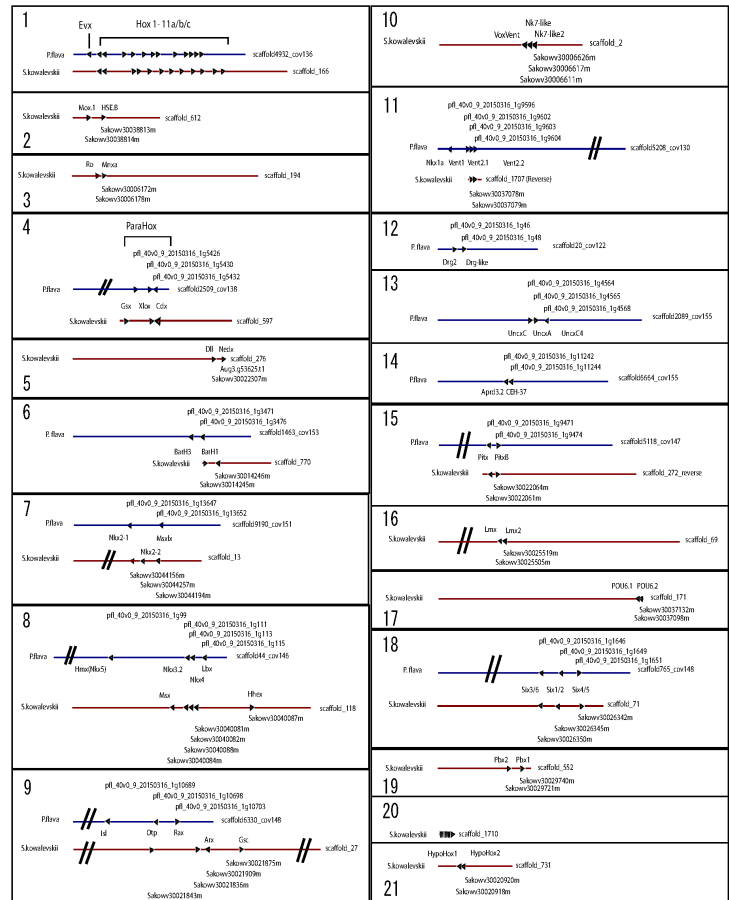 1
Evx
Hox 1- 11a/b/c
P.flava
scaffold4932_cov136
S.kowalevskii
scaffold_166
2
S.kowalevskii
Mox.1
HSE.B
scaffold_612
Sakowv30038813m
Sakowv30038814m
3
Ro
Mnxa
S.kowalevskii
scaffold_194
Sakowv30006172m
Sakowv30006178m
4
ParaHox
pfl_40v0_9_20150316_1g5426
pfl_40v0_9_20150316_1g5430
pfl_40v0_9_20150316_1g5432
P.flava
scaffold2509_cov138
Gsx
Xlox
Cdx
S.kowalevskii
scaffold_597
5
Dll
Nedx
S.kowalevskii
scaffold_276
Aug3.g53625.t1
Sakowv30022307m
6
pfl_40v0_9_20150316_1g3471
pfl_40v0_9_20150316_1g3476
P. flava
scaffold1463_cov153
BarH3
BarH1
S.kowalevskii
scaffold_770
Sakowv30014246m
Sakowv30014245m
7
pfl_40v0_9_20150316_1g13647
pfl_40v0_9_20150316_1g13652
P.flava
scaffold9190_cov151
Nkx2-1
Msxlx
Nkx2-2
S.kowalevskii
scaffold_13
Sakowv30044156m
Sakowv30044257m
Sakowv30044194m
8
pfl_40v0_9_20150316_1g99
pfl_40v0_9_20150316_1g111
pfl_40v0_9_20150316_1g113
pfl_40v0_9_20150316_1g115
P.flava
scaffold44_cov146
Hmx(Nkx5)
Nkx3.2
Lbx
Nkx4
Msx
Hhex
S.kowalevskii
scaffold_118
Sakowv30040087m
Sakowv30040081m
Sakowv30040082m
Sakowv30040088m
Sakowv30040084m
9
pfl_40v0_9_20150316_1g10689
pfl_40v0_9_20150316_1g10698
pfl_40v0_9_20150316_1g10703
P.flava
scaffold6330_cov148
Isl
Otp
Rax
Arx
Gsc
S.kowalevskii
scaffold_27
Sakowv30021875m
Sakowv30021909m
Sakowv30021836m
Sakowv30021843m
10
Nk7-like
VoxVent
Nk7-like2
S.kowalevskii
scaffold_2
Sakowv30006626m
Sakowv30006617m
Sakowv30006611m
11
pfl_40v0_9_20150316_1g9596
pfl_40v0_9_20150316_1g9602
pfl_40v0_9_20150316_1g9603
pfl_40v0_9_20150316_1g9604
P.flava
scaffold5208_cov130
Nkx1a
Vent1
Vent2.1
Vent2.2
S.kowalevskii
scaffold_1707 (Reverse)
Sakowv30037078m
Sakowv30037079m
12
pfl_40v0_9_20150316_1g46
pfl_40v0_9_20150316_1g48
P. flava
scaffold20_cov122
Drg2
Drg-like
13
pfl_40v0_9_20150316_1g4564
pfl_40v0_9_20150316_1g4565
pfl_40v0_9_20150316_1g4568
P.flava
scaffold2089_cov155
UncxC
UncxA
UncxC4
14
pfl_40v0_9_20150316_1g11242
pfl_40v0_9_20150316_1g11244
P.flava
scaffold6664_cov155
Aprd3,2
CEH-37
15
pfl_40v0_9_20150316_1g9471
pfl_40v0_9_20150316_1g9474
P.flava
scaffold5118_cov147
Pitx
PitxB
S.kowalevskii
scaffold_272_reverse
Sakowv30022064m
Sakowv30022061m
16
Lmx
Lmx2
S.kowalevskii
scaffold_69
Sakowv30025519m
Sakowv30025505m
17
POU6.1
POU6.2
S.kowalevskii
scaffold_171
Sakowv30037132m
Sakowv30037098m
18
pfl_40v0_9_20150316_1g1646
pfl_40v0_9_20150316_1g1649
pfl_40v0_9_20150316_1g1651
P. flava
scaffold765_cov148
Six3/6
Six1/2
Six4/5
S.kowalevskii
scaffold_71
Sakowv30026342m
Sakowv30026345m
Sakowv30026350m
19
Pbx2
Pbx1
S.kowalevskii
scaffold_552
Sakowv30029740m
Sakowv30029721m
20
S.kowalevskii
scaffold_1710
21
HypoHox1
HypoHox2
S.kowalevskii
scaffold_731
Sakowv30020920m
Sakowv30020918m